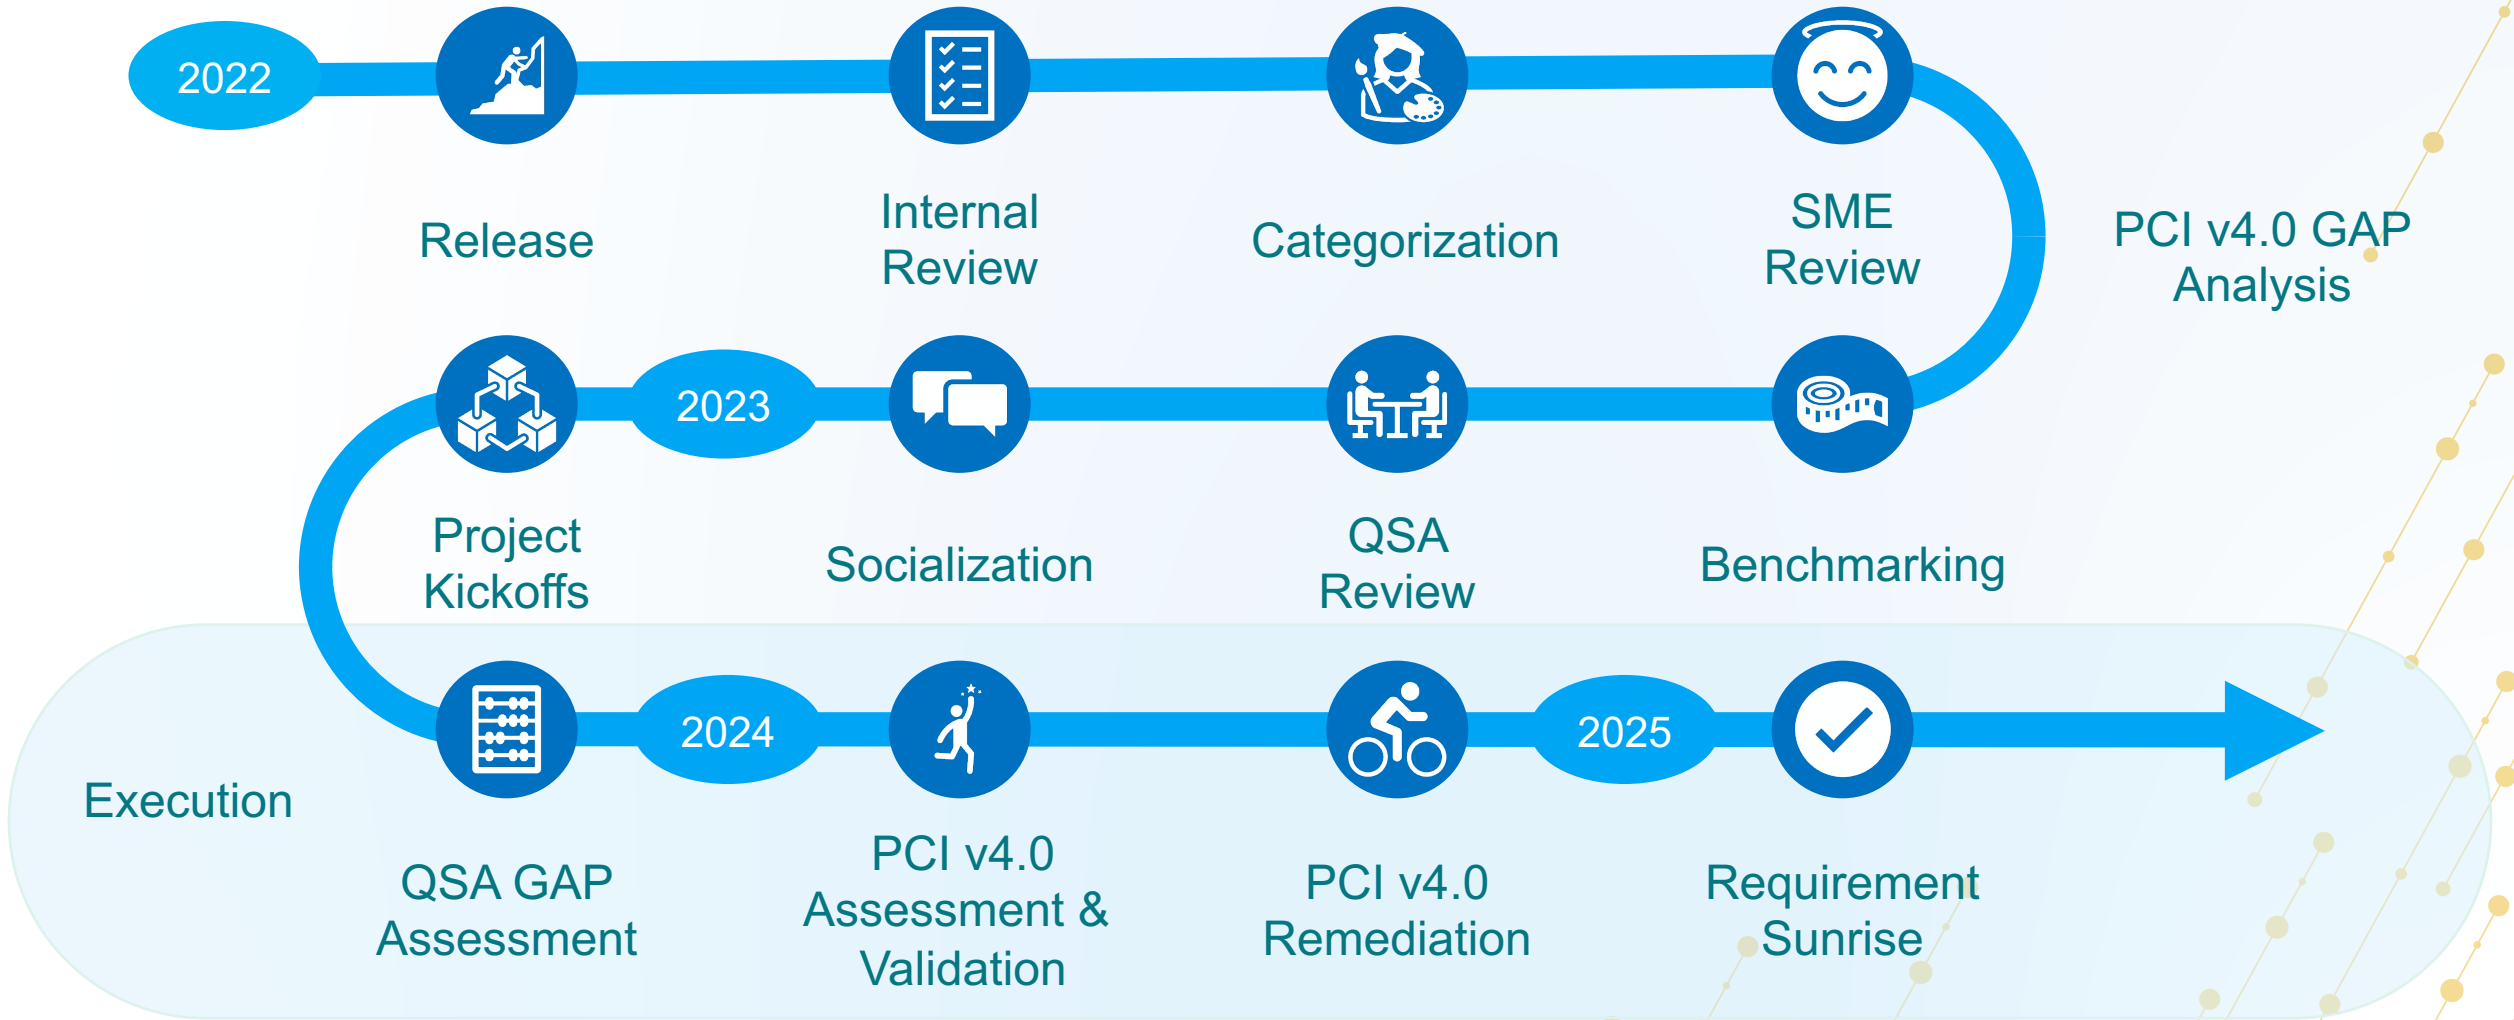 2022
Release
Internal
Review
Categorization
SME
Review
PCI v4.0 GAP
Analysis
2023
Project
Kickoffs
Socialization
QSA
Review
Benchmarking
Execution
2024
2025
QSA GAP
Assessment
PCI v4.0
Assessment &
Validation
PCI v4.0
Remediation
Requirement
Sunrise